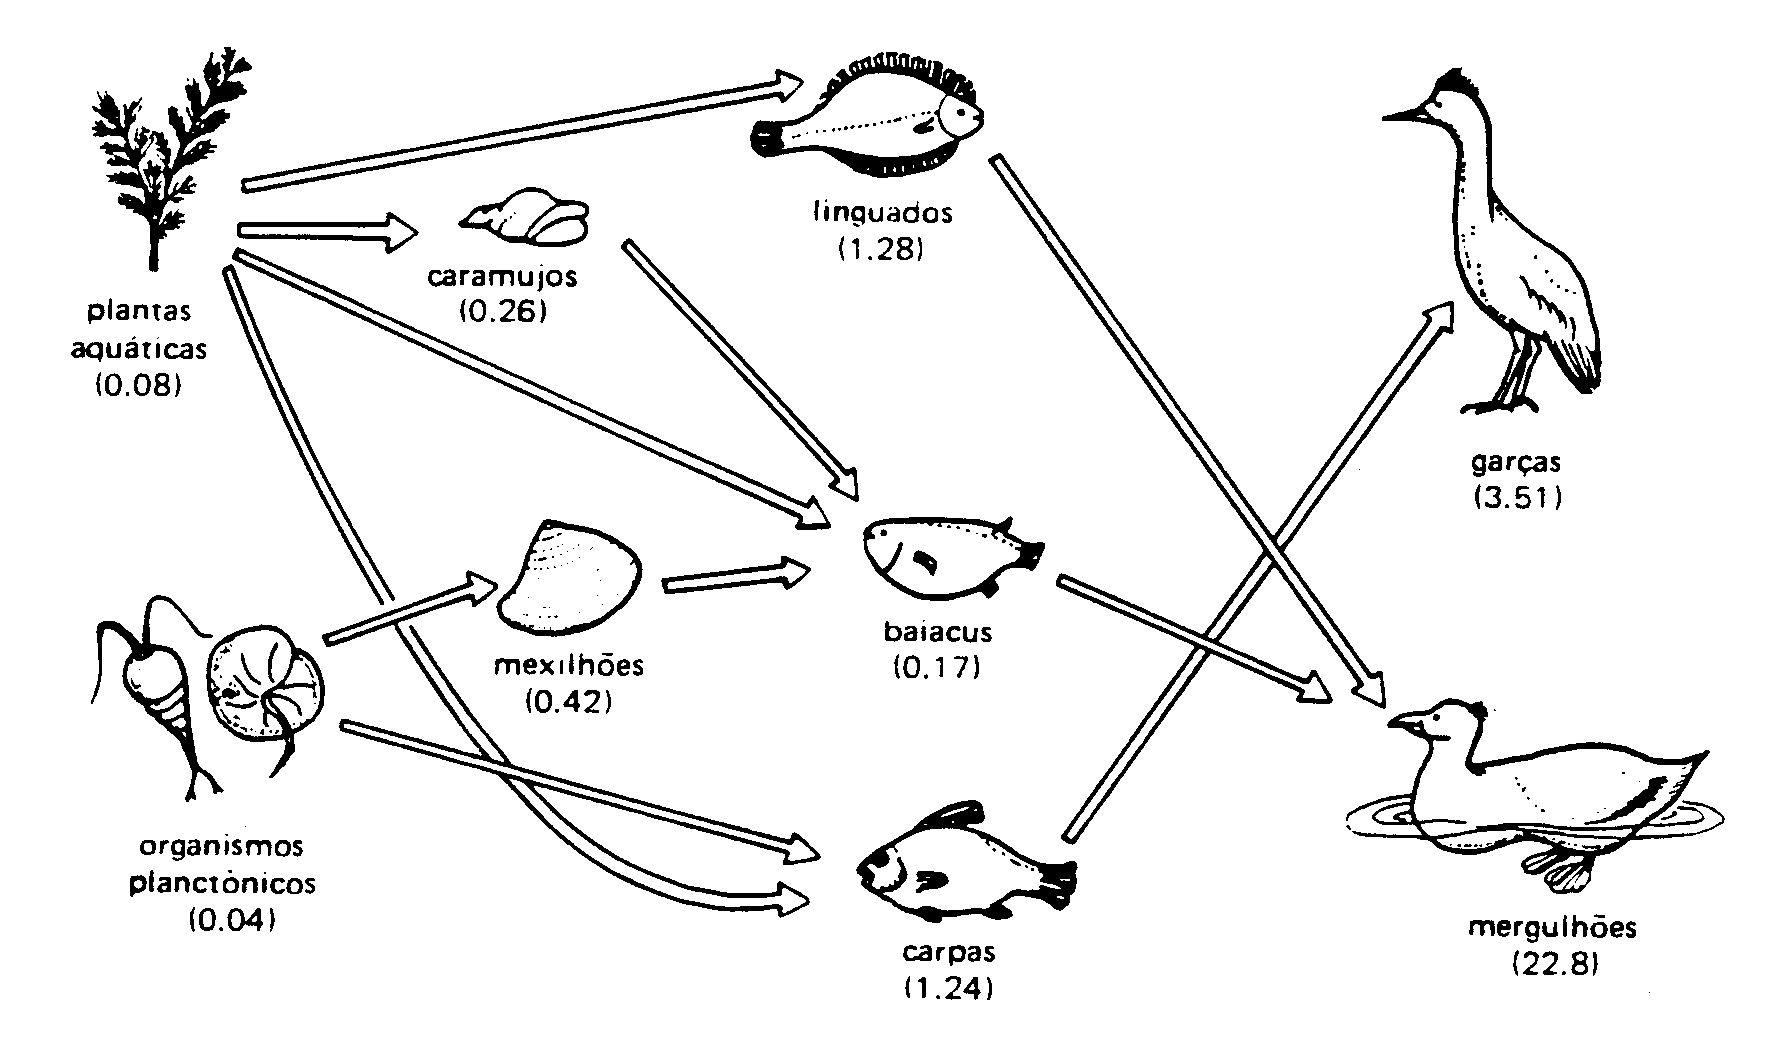 linguados
(1.28)
caramujos
(0.26)
plantas
aquáticas
(0.08)
garças
(3.51)
baiacus
(0.17)
mexilhões
(0.42)
organismos
planctônicos
(0.04)
carpas
(1.24)
mergulhões
(22.8)